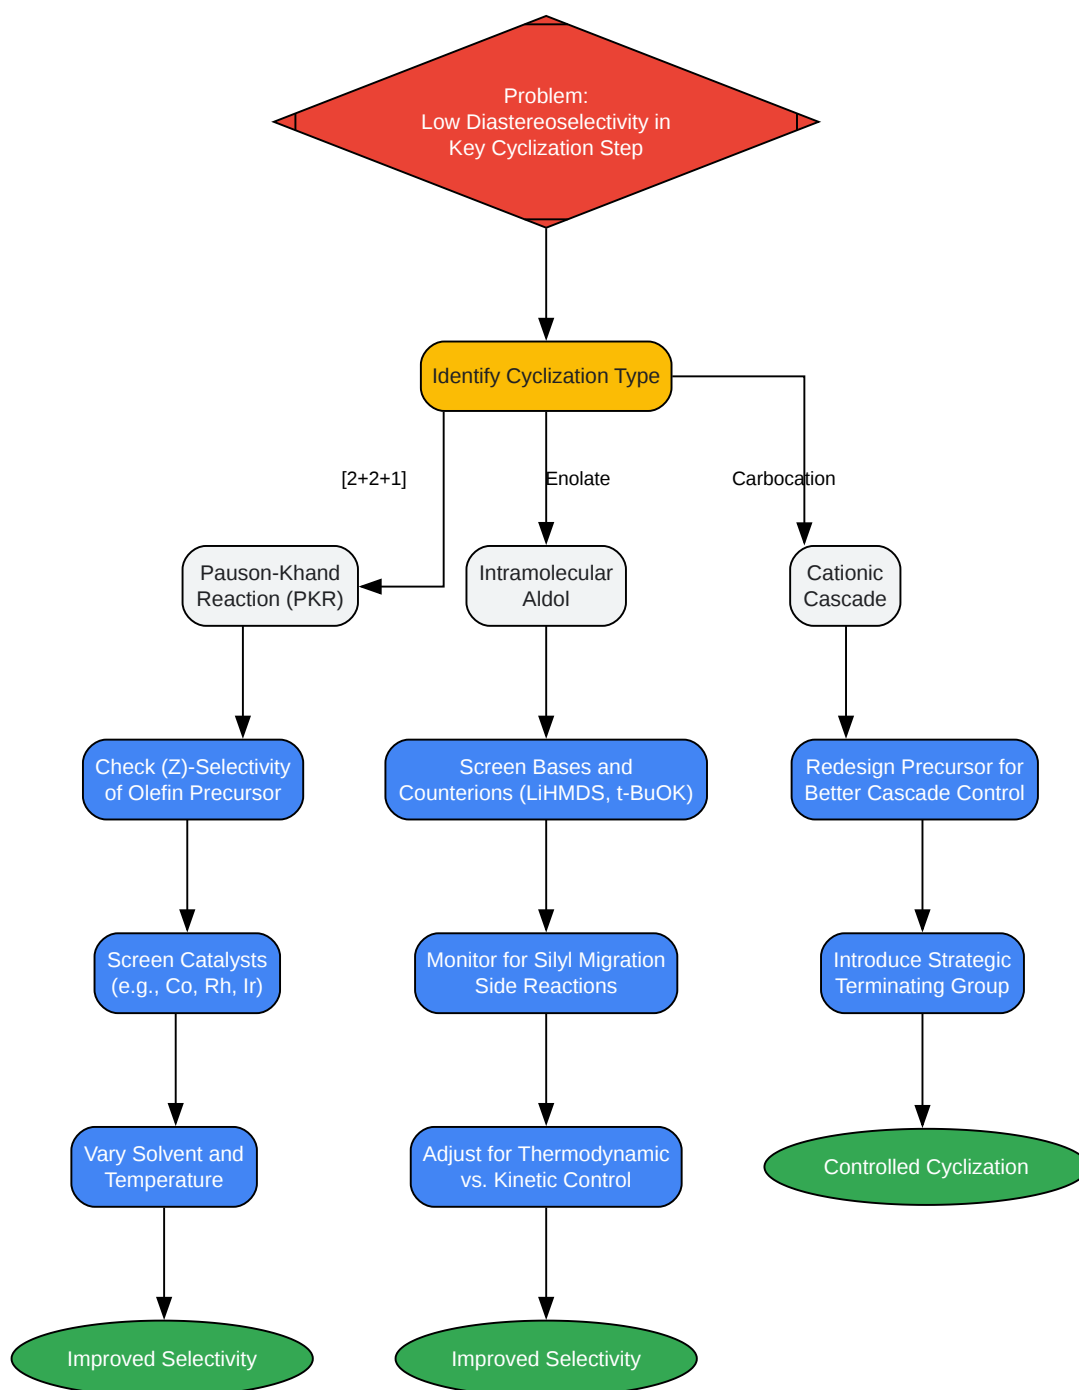 Problem:
Low Diastereoselectivity in
Key Cyclization Step
Identify Cyclization Type
[2+2+1]
Enolate
Carbocation
Pauson-Khand
Reaction (PKR)
Intramolecular
Aldol
Cationic
Cascade
Check (Z)-Selectivity
of Olefin Precursor
Screen Bases and
Counterions (LiHMDS, t-BuOK)
Redesign Precursor for
Better Cascade Control
Screen Catalysts
(e.g., Co, Rh, Ir)
Monitor for Silyl Migration
Side Reactions
Introduce Strategic
Terminating Group
Vary Solvent and
Temperature
Adjust for Thermodynamic
vs. Kinetic Control
Controlled Cyclization
Improved Selectivity
Improved Selectivity